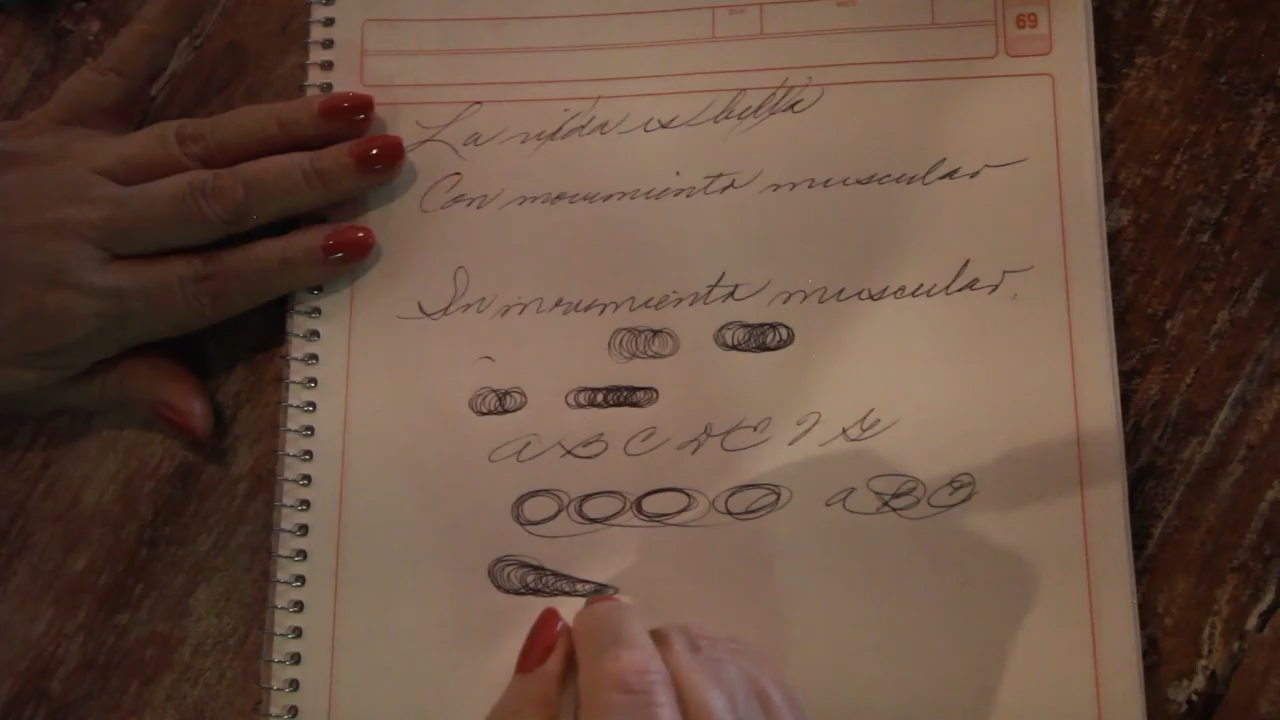 69
La vida es bella
Con movimiento muscular
Sin movimiento muscular.
A B C D E F G
A B C